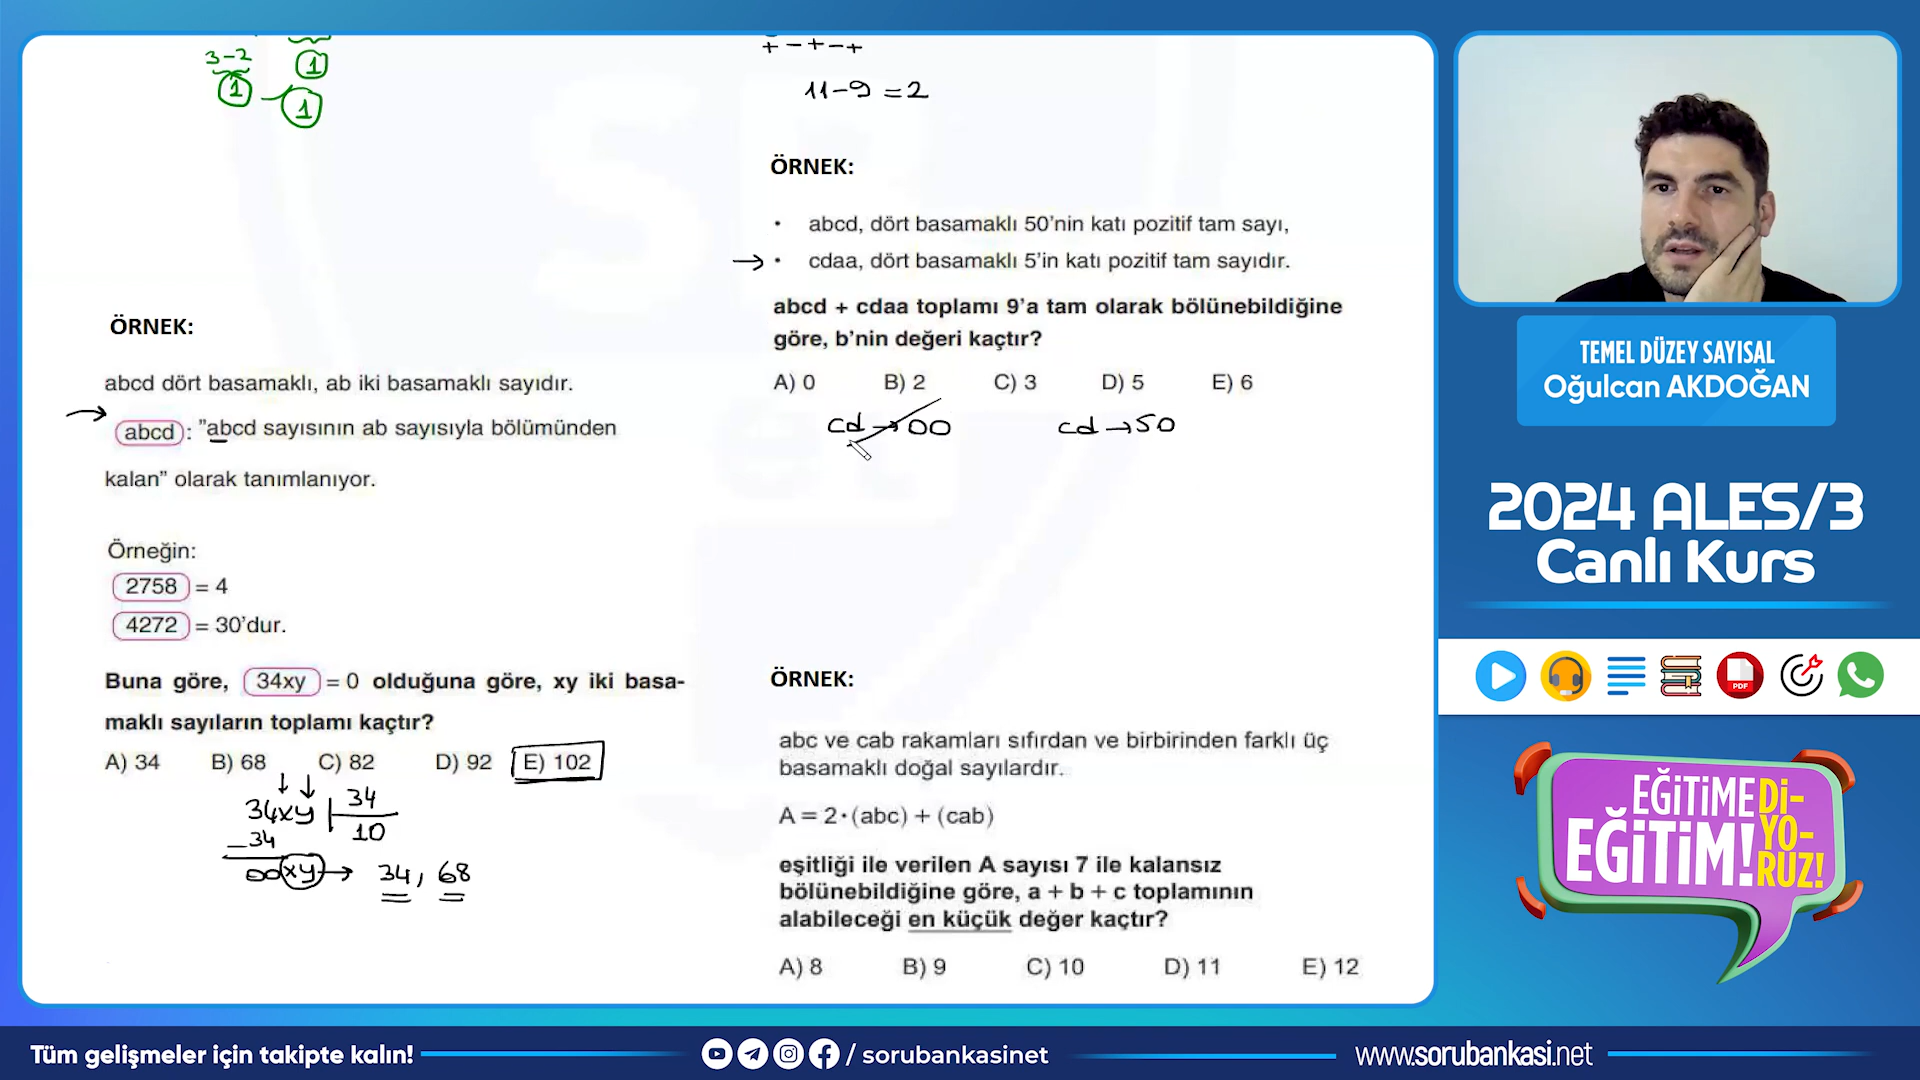 3-2
1
1
1
+ - + - +
11-9 = 2
ÖRNEK:
• abcd, dört basamaklı 50'nin katı pozitif tam sayı,
• cdaa, dört basamaklı 5'in katı pozitif tam sayıdır.
abcd + cdaa toplamı 9'a tam olarak bölünebildiğine
göre, b'nin değeri kaçtır?
A) 0 B) 2 C) 3 D) 5 E) 6
cd → 00 cd → 50
ÖRNEK:
abcd dört basamaklı, ab iki basamaklı sayıdır.
abcd : "abcd sayısının ab sayısıyla bölümünden
kalan" olarak tanımlanıyor.
Örneğin:
2758 = 4
4272 = 30'dur.
Buna göre, 34xy = 0 olduğuna göre, xy iki basa-
maklı sayıların toplamı kaçtır?
A) 34 B) 68 C) 82 D) 92 E) 102
34xy 34
-34 10
00xy → 34, 68
ÖRNEK:
abc ve cab rakamları sıfırdan ve birbirinden farklı üç
basamaklı doğal sayılardır.
A = 2·(abc) + (cab)
eşitliği ile verilen A sayısı 7 ile kalansız
bölünebildiğine göre, a + b + c toplamının
alabileceği en küçük değer kaçtır?
A) 8 B) 9 C) 10 D) 11 E) 12
TEMEL DÜZEY SAYISAL
Oğulcan AKDOĞAN
2024 ALES/3
Canlı Kurs
PDF
EĞİTİME Dİ-
EĞİTİM! YO-
RUZ!
Tüm gelişmeler için takipte kalın!
/ sorubankasinet
www.sorubankasi.net